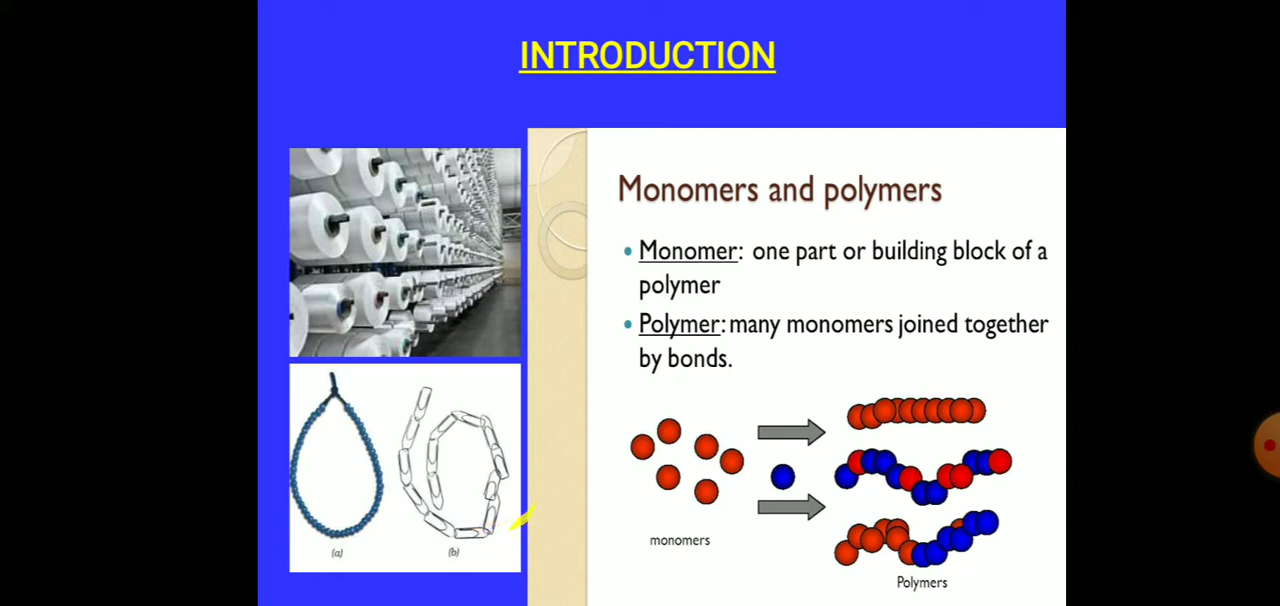 INTRODUCTION
Monomers and polymers
• Monomer: one part or building block of a
polymer
• Polymer: many monomers joined together
by bonds.
monomers
Polymers
(a)
(b)